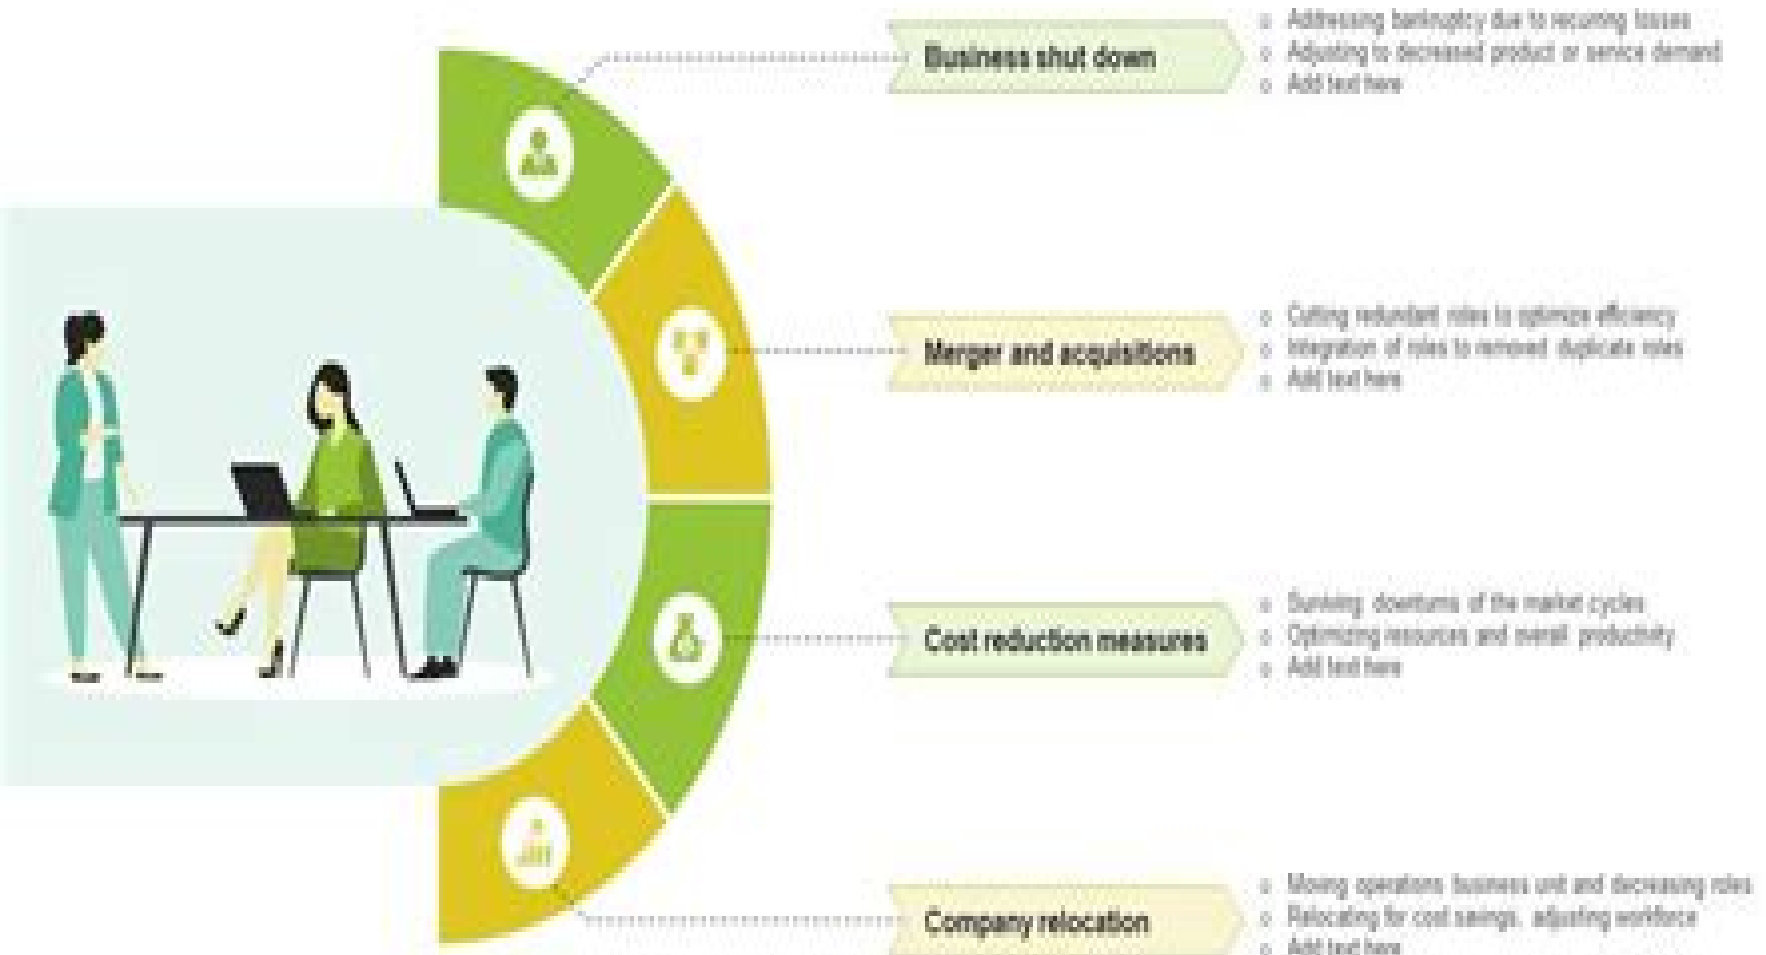 Business shut down
Addressing bankruptcy due to recurring losses
Adjusting to decreased product or service demand
Add text here
Merger and acquisitions
Cutting redundant roles to optimize efficiency
Integration of roles to removed duplicate roles
Add text here
Cost reduction measures
Surviving downturns of the market cycles
Optimizing resources and overall productivity
Add text here
Company relocation
Moving operations business unit and decreasing roles
Relocating for cost savings, adjusting workforce
Add text here